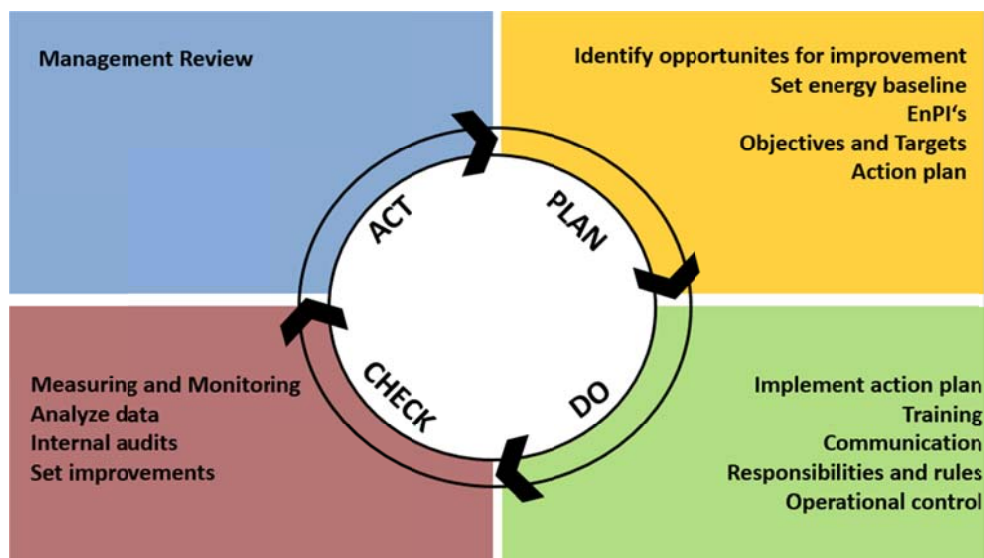 Management Review
Identify opportunites for improvement
Set energy baseline
EnPI‘s
Objectives and Targets
Action plan
ACT
PLAN
CHECK
DO
Measuring and Monitoring
Analyze data
Internal audits
Set improvements
Implement action plan
Training
Communication
Responsibilities and rules
Operational control